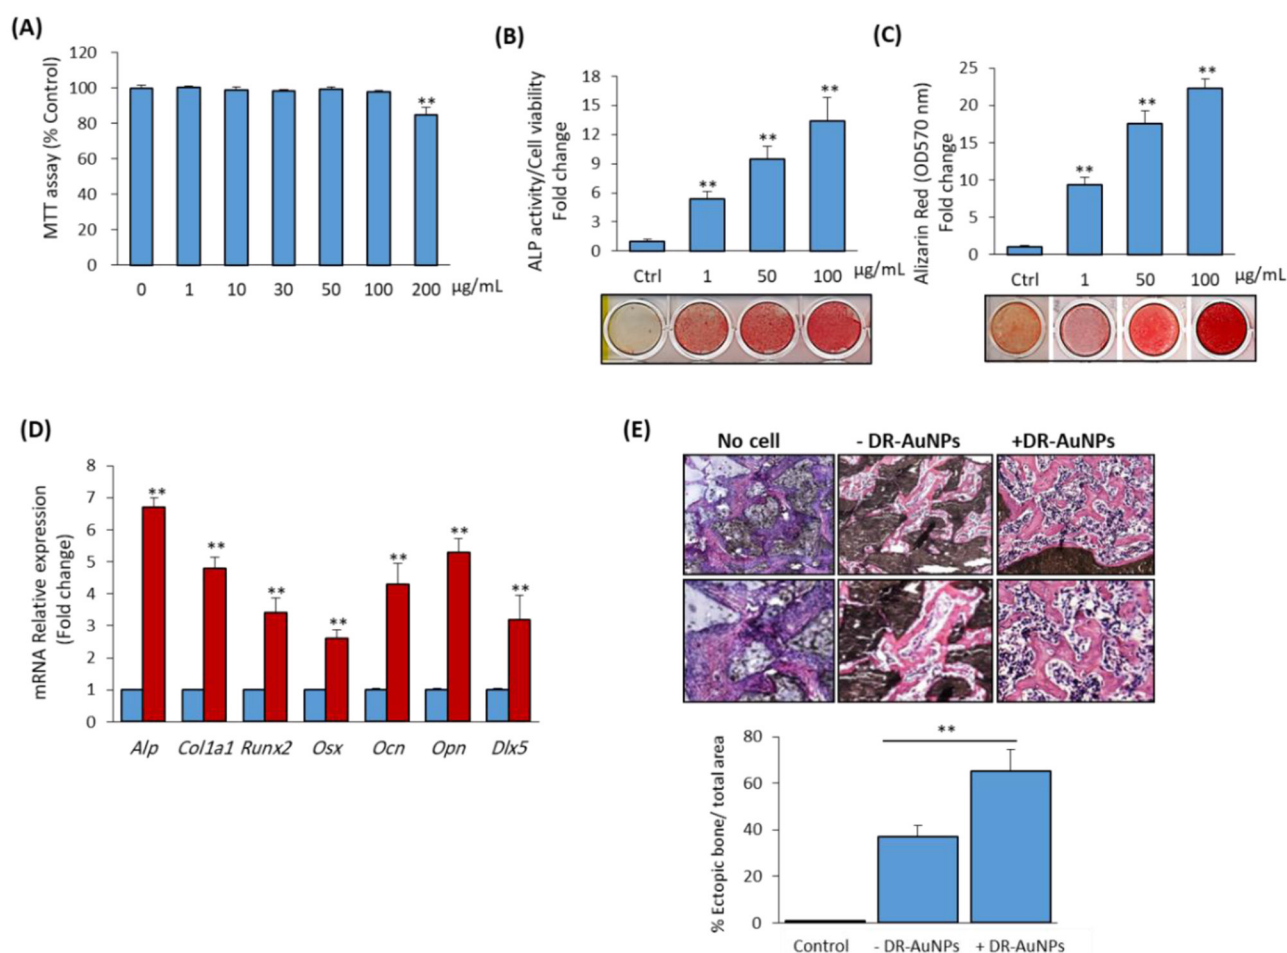 (A)
MTT assay (% Control)
120
100
80
60
40
20
0
**
0 1 10 30 50 100 200 µg/mL
(B)
ALP activity/Cell viability
Fold change
18
15
12
9
6
3
0
** ** **
Ctrl 1 50 100 µg/mL
(C)
Alizarin Red (OD570 nm)
Fold change
25
20
15
10
5
0
** ** **
Ctrl 1 50 100 µg/mL
(D)
mRNA Relative expression
(Fold change)
8
7
6
5
4
3
2
1
0
** ** ** ** ** ** **
Alp Col1a1 Runx2 Osx Ocn Opn Dlx5
(E)
No cell - DR-AuNPs +DR-AuNPs
% Ectopic bone/ total area
80
60
40
20
0
**
Control - DR-AuNPs + DR-AuNPs